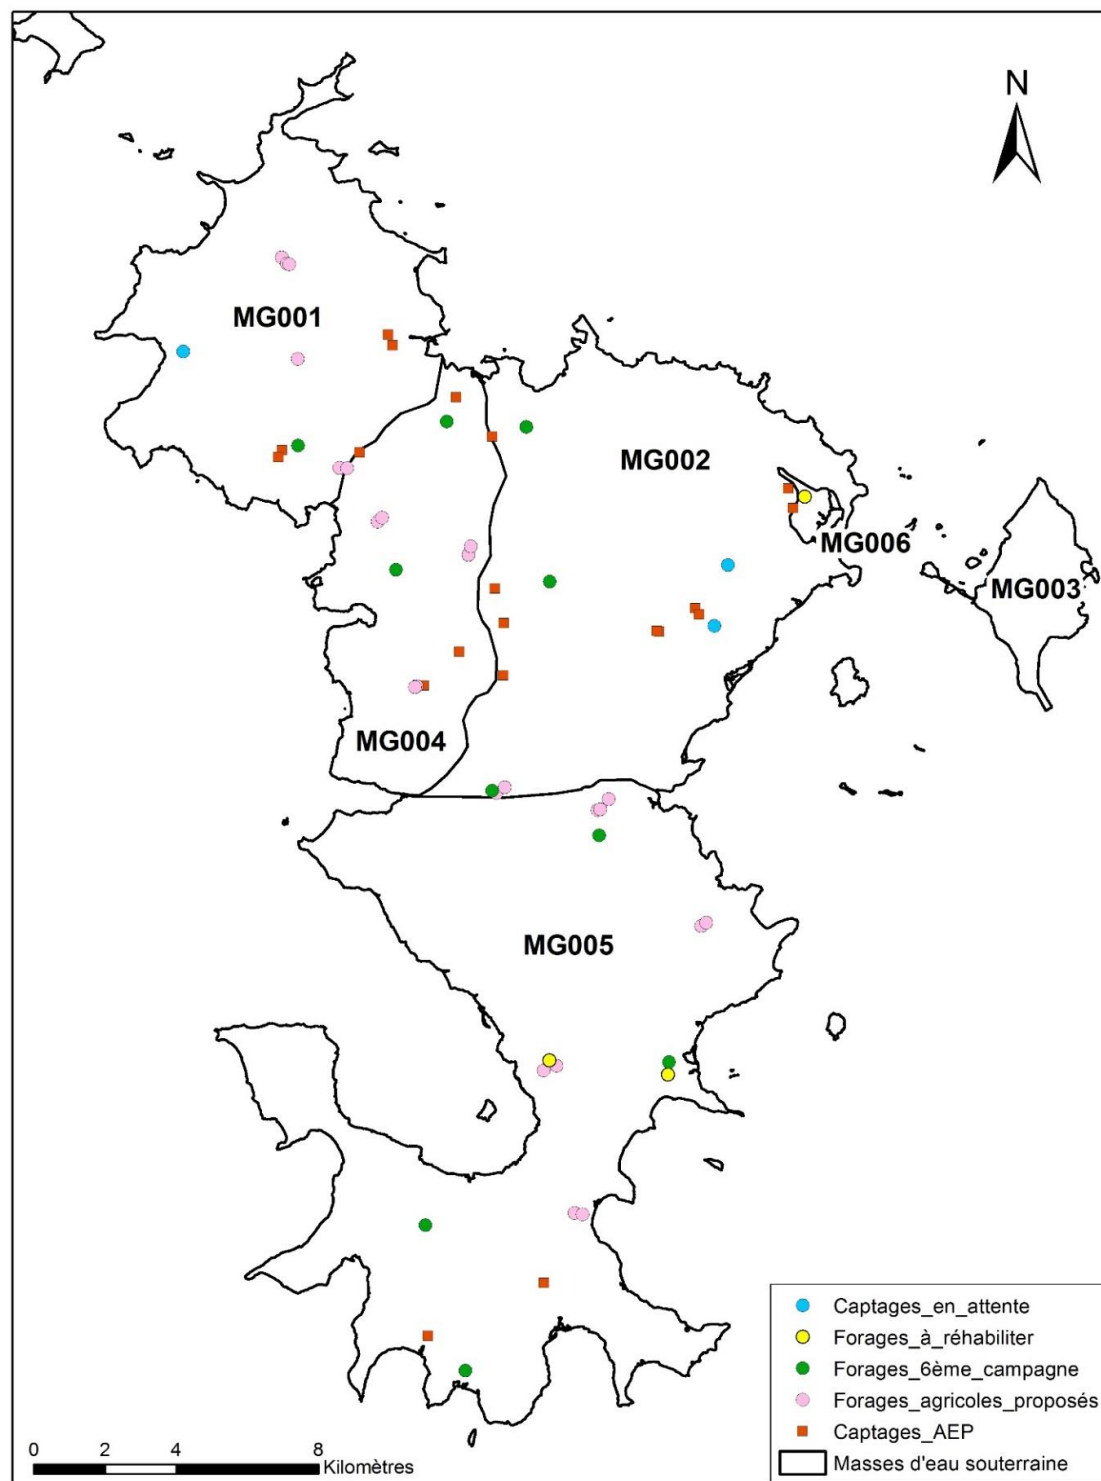 N
MG001
MG002
MG006
MG003
MG004
MG005
Captages_en_attente
Forages_à_réhabiliter
Forages_6ème_campagne
Forages_agricoles_proposés
Captages_AEP
Masses d'eau souterraine
0 2 4 8
Kilomètres